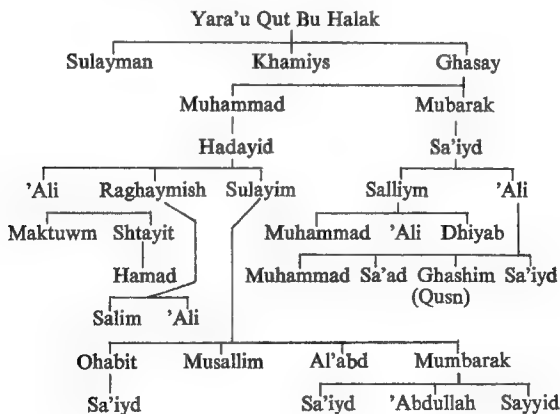 Yara'u Qut Bu Halak
Sulayman Khamiys Ghasay
Muhammad Mubarak
Hadayid Sa'iyd
'Ali Raghaymish Sulayim Salliym 'Ali
Maktuwm Shtayit Muhammad 'Ali Dhiyab
Hamad Muhammad Sa'ad Ghashim Sa'iyd
(Qusn)
Salim 'Ali
Ohabit Musallim Al'abd Mumbarak
Sa'iyd Sa'iyd 'Abdullah Sayyid